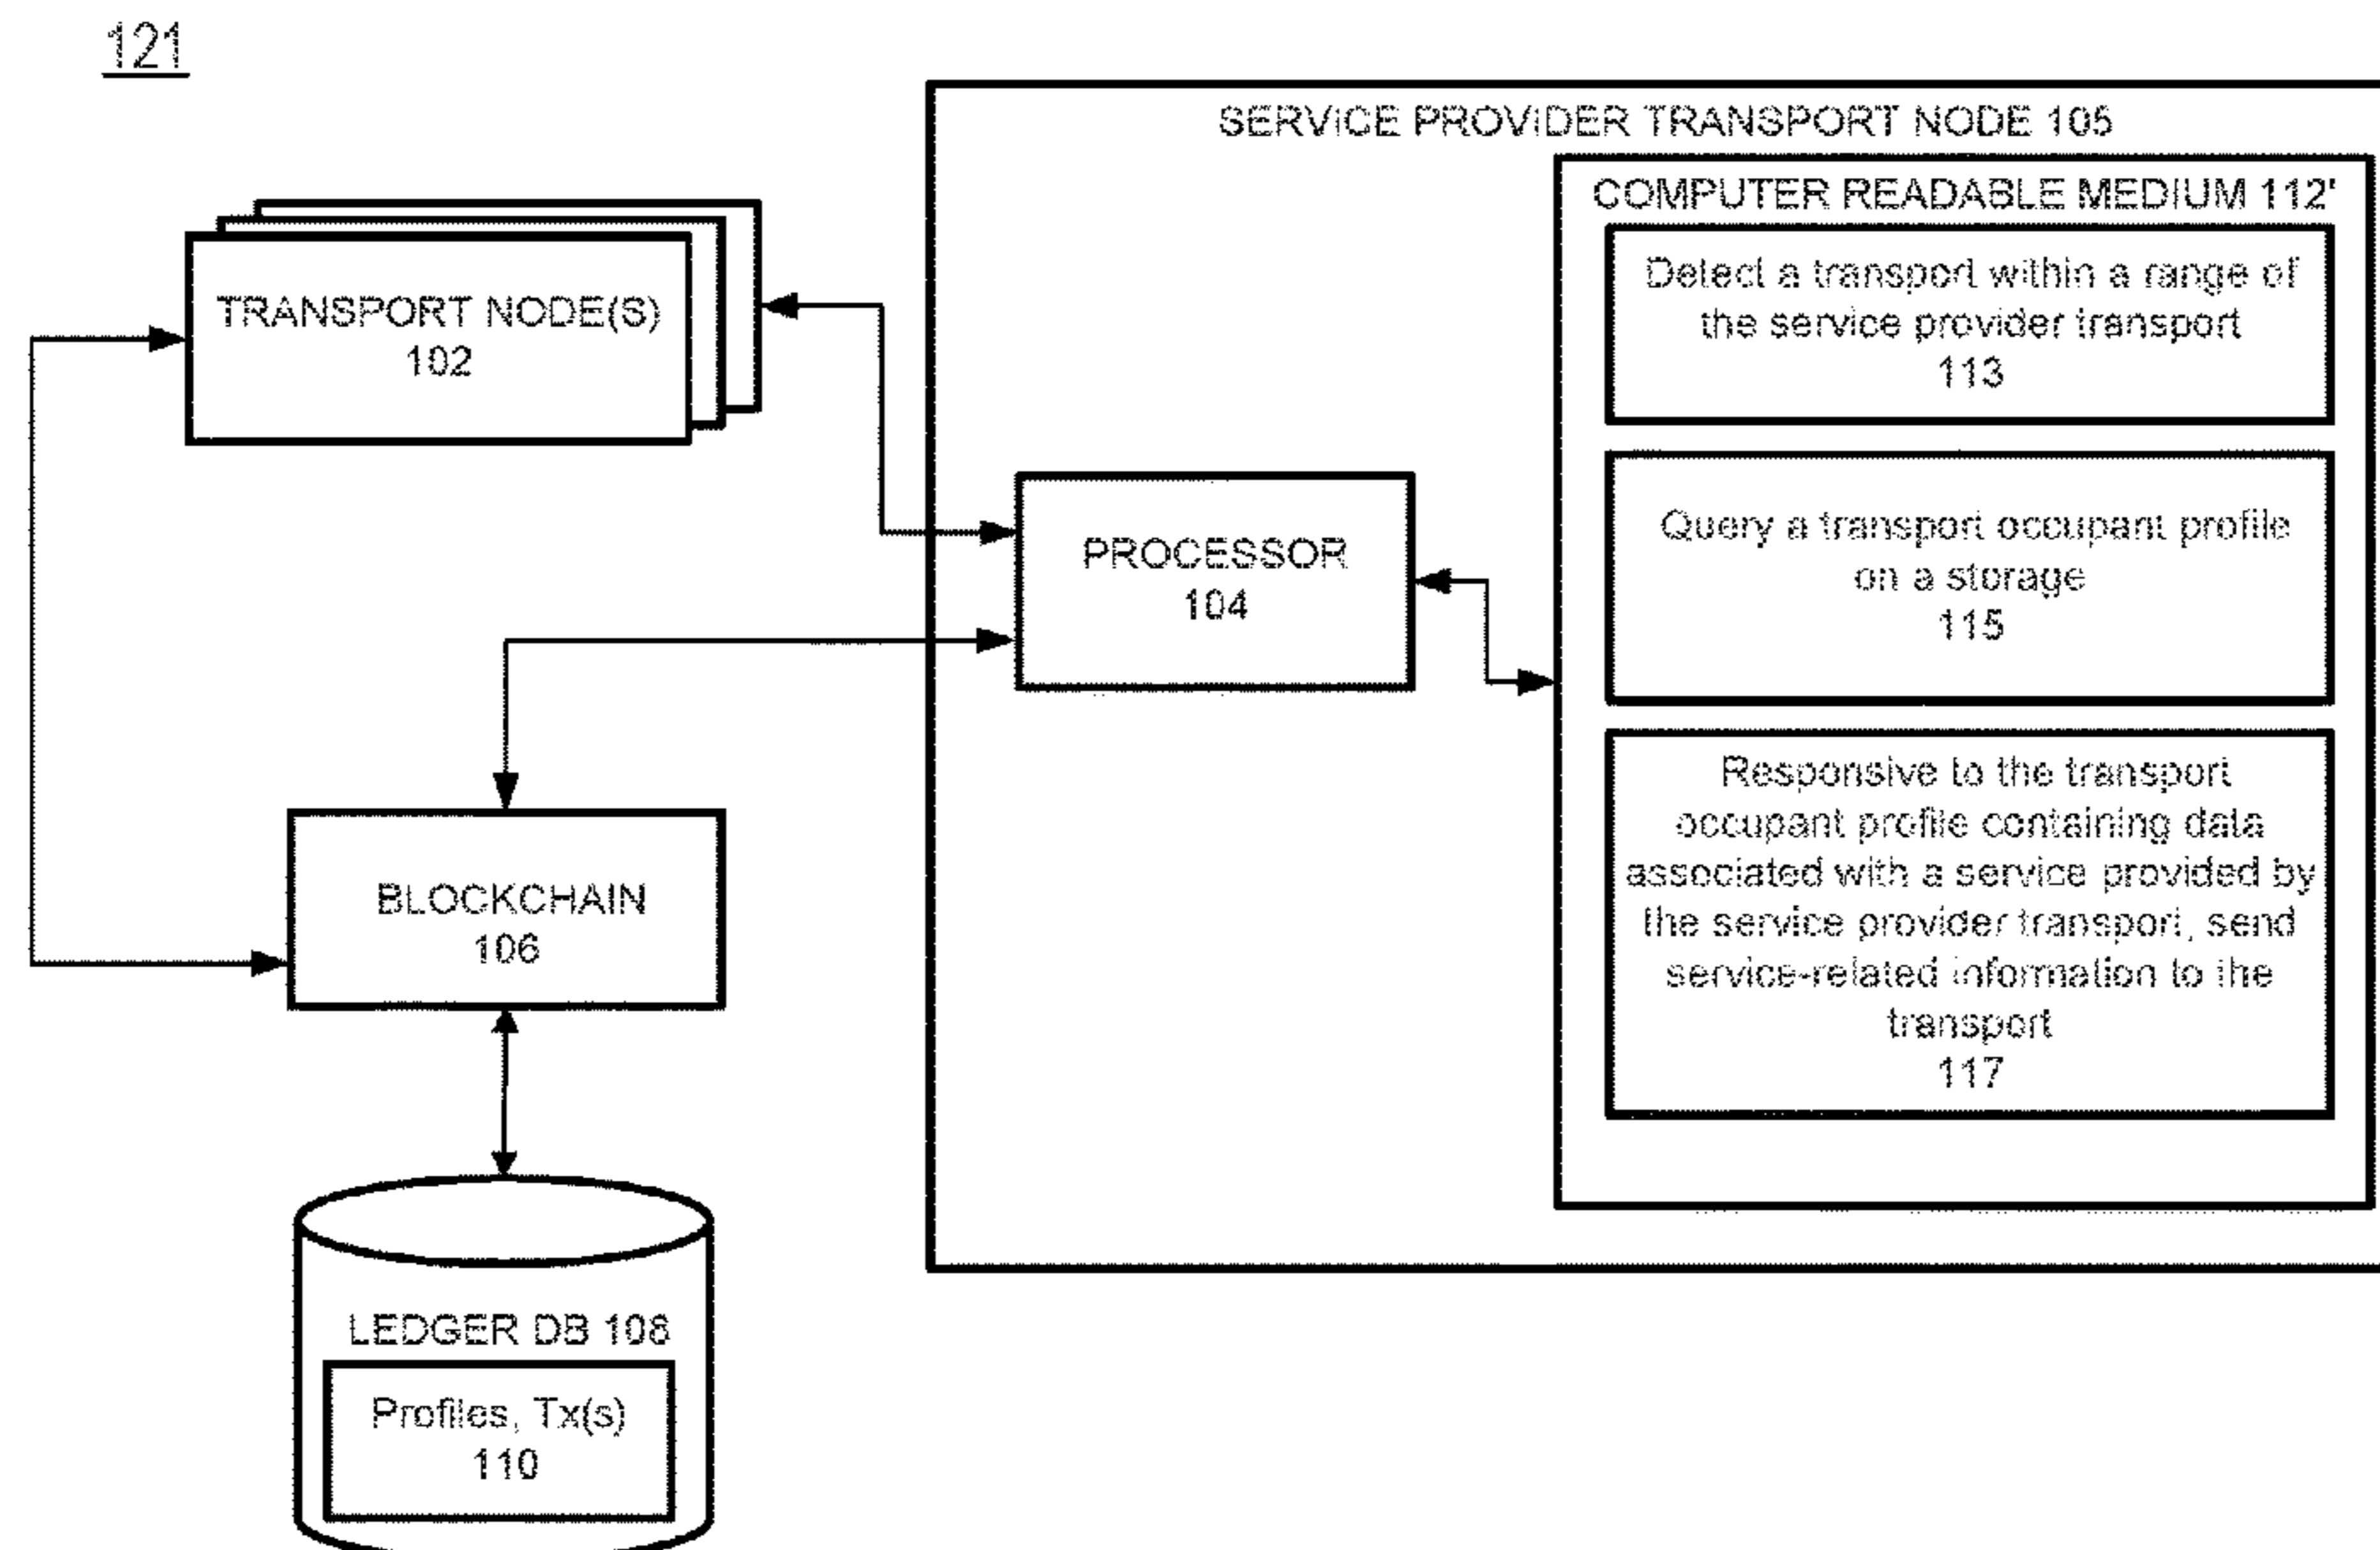 121
SERVICE PROVIDER TRANSPORT NODE 105
COMPUTER READABLE MEDIUM 112'
Detect a transport within a range of
the service provider transport
113
TRANSPORT NODE(S)
102
Query a transport occupant profile
on a storage
115
PROCESSOR
104
Responsive to the transport
occupant profile containing data
associated with a service provided by
the service provider transport, send
service-related information to the
transport
117
BLOCKCHAIN
106
LEDGER DB 108
Profiles, Tx(s)
110